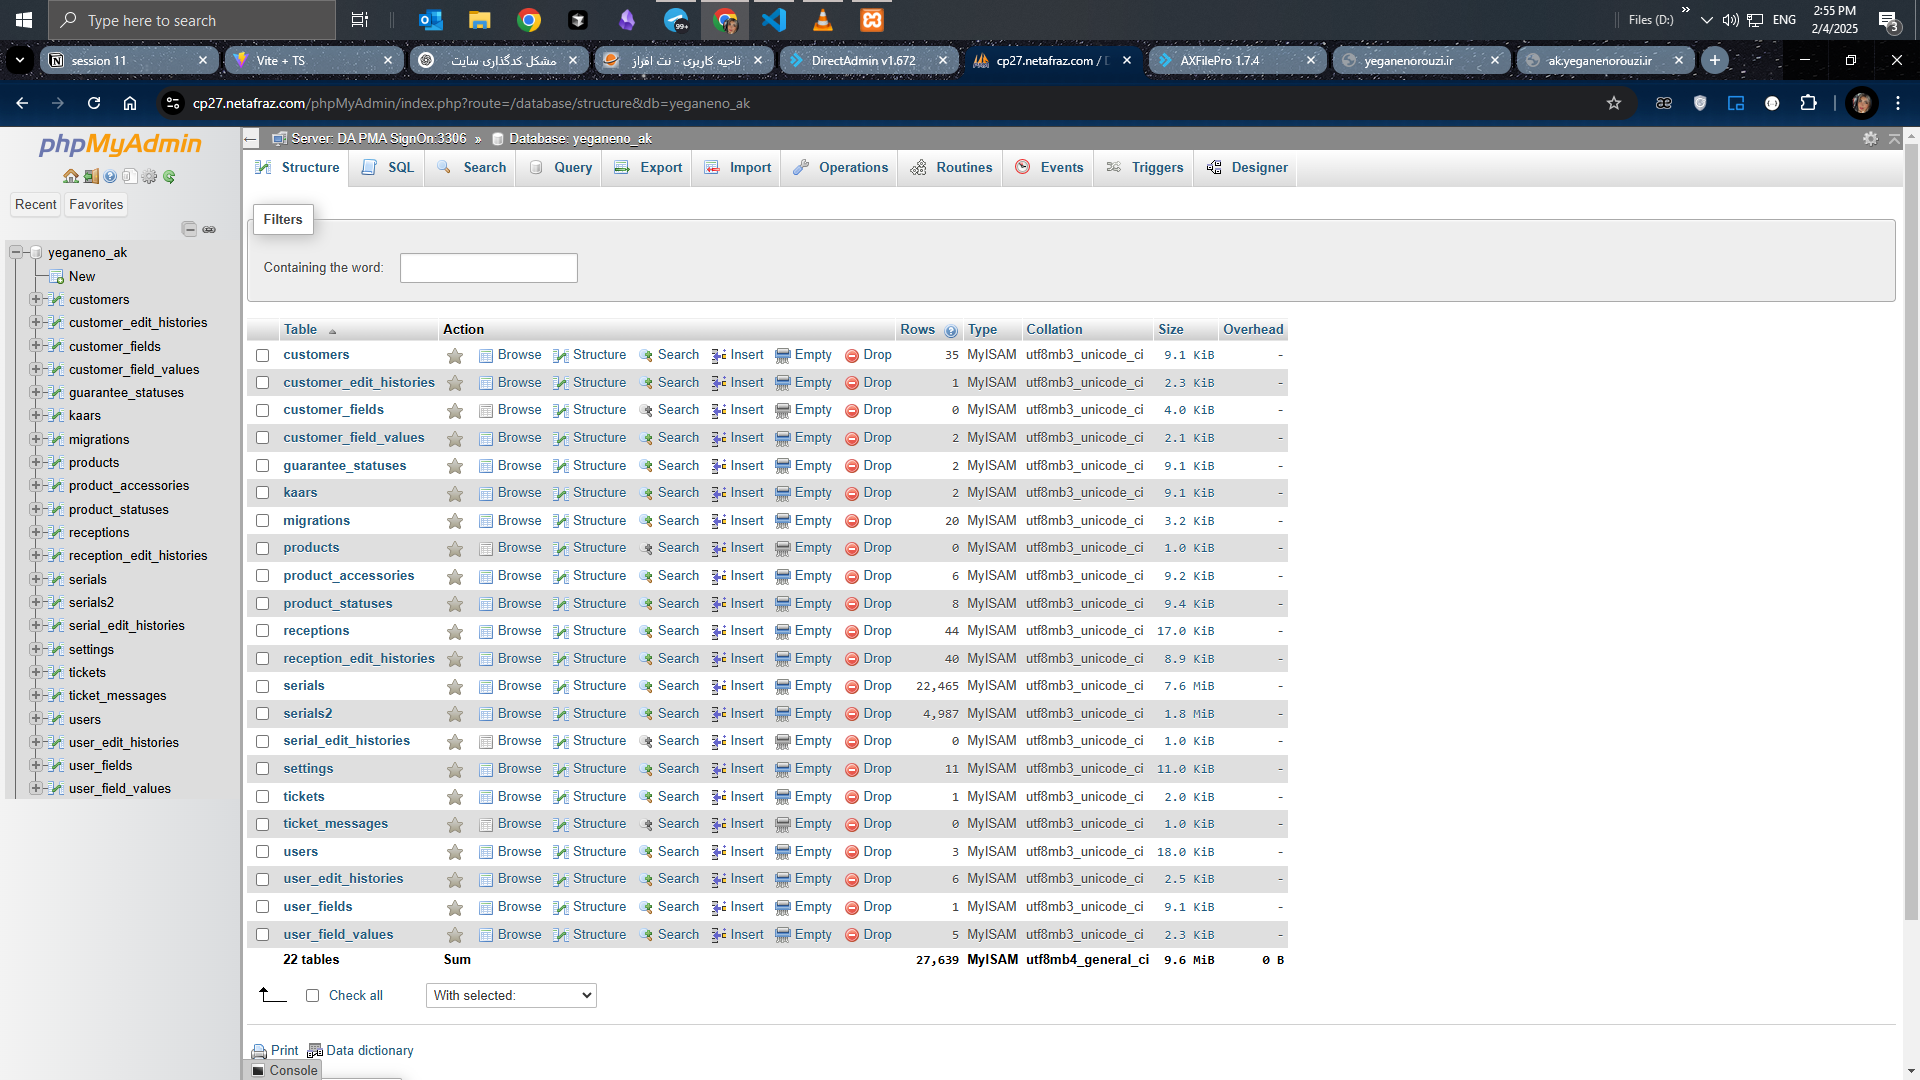 Type here to search
99+
Files (D:)
ENG
2:55 PM
2/4/2025
3
session 11
Vite + TS
مشکل کدگذاری سایت
ناحیه کاربری - نت افراز
DirectAdmin v1.672
cp27.netafraz.com / D
AXFilePro 1.7.4
yeganenorouzi.ir
ak.yeganenorouzi.ir
cp27.netafraz.com/phpMyAdmin/index.php?route=/database/structure&db=yeganeno_ak
phpMyAdmin
Recent
Favorites
yeganeno_ak
New
customers
customer_edit_histories
customer_fields
customer_field_values
guarantee_statuses
kaars
migrations
products
product_accessories
product_statuses
receptions
reception_edit_histories
serials
serials2
serial_edit_histories
settings
tickets
ticket_messages
users
user_edit_histories
user_fields
user_field_values
Server: DA PMA SignOn:3306 » Database: yeganeno_ak
Structure SQL Search Query Export Import Operations Routines Events Triggers Designer
Filters
Containing the word:
Table Action Rows Type Collation Size Overhead
customers Browse Structure Search Insert Empty Drop 35 MyISAM utf8mb3_unicode_ci 9.1 KiB -
customer_edit_histories Browse Structure Search Insert Empty Drop 1 MyISAM utf8mb3_unicode_ci 2.3 KiB -
customer_fields Browse Structure Search Insert Empty Drop 0 MyISAM utf8mb3_unicode_ci 4.0 KiB -
customer_field_values Browse Structure Search Insert Empty Drop 2 MyISAM utf8mb3_unicode_ci 2.1 KiB -
guarantee_statuses Browse Structure Search Insert Empty Drop 2 MyISAM utf8mb3_unicode_ci 9.1 KiB -
kaars Browse Structure Search Insert Empty Drop 2 MyISAM utf8mb3_unicode_ci 9.1 KiB -
migrations Browse Structure Search Insert Empty Drop 20 MyISAM utf8mb3_unicode_ci 3.2 KiB -
products Browse Structure Search Insert Empty Drop 0 MyISAM utf8mb3_unicode_ci 1.0 KiB -
product_accessories Browse Structure Search Insert Empty Drop 6 MyISAM utf8mb3_unicode_ci 9.2 KiB -
product_statuses Browse Structure Search Insert Empty Drop 8 MyISAM utf8mb3_unicode_ci 9.4 KiB -
receptions Browse Structure Search Insert Empty Drop 44 MyISAM utf8mb3_unicode_ci 17.0 KiB -
reception_edit_histories Browse Structure Search Insert Empty Drop 40 MyISAM utf8mb3_unicode_ci 8.9 KiB -
serials Browse Structure Search Insert Empty Drop 22,465 MyISAM utf8mb3_unicode_ci 7.6 MiB -
serials2 Browse Structure Search Insert Empty Drop 4,987 MyISAM utf8mb3_unicode_ci 1.8 MiB -
serial_edit_histories Browse Structure Search Insert Empty Drop 0 MyISAM utf8mb3_unicode_ci 1.0 KiB -
settings Browse Structure Search Insert Empty Drop 11 MyISAM utf8mb3_unicode_ci 11.0 KiB -
tickets Browse Structure Search Insert Empty Drop 1 MyISAM utf8mb3_unicode_ci 2.0 KiB -
ticket_messages Browse Structure Search Insert Empty Drop 0 MyISAM utf8mb3_unicode_ci 1.0 KiB -
users Browse Structure Search Insert Empty Drop 3 MyISAM utf8mb3_unicode_ci 18.0 KiB -
user_edit_histories Browse Structure Search Insert Empty Drop 6 MyISAM utf8mb3_unicode_ci 2.5 KiB -
user_fields Browse Structure Search Insert Empty Drop 1 MyISAM utf8mb3_unicode_ci 9.1 KiB -
user_field_values Browse Structure Search Insert Empty Drop 5 MyISAM utf8mb3_unicode_ci 2.3 KiB -
22 tables Sum 27,639 MyISAM utf8mb4_general_ci 9.6 MiB 0 B
Check all
With selected:
Print
Data dictionary
Console